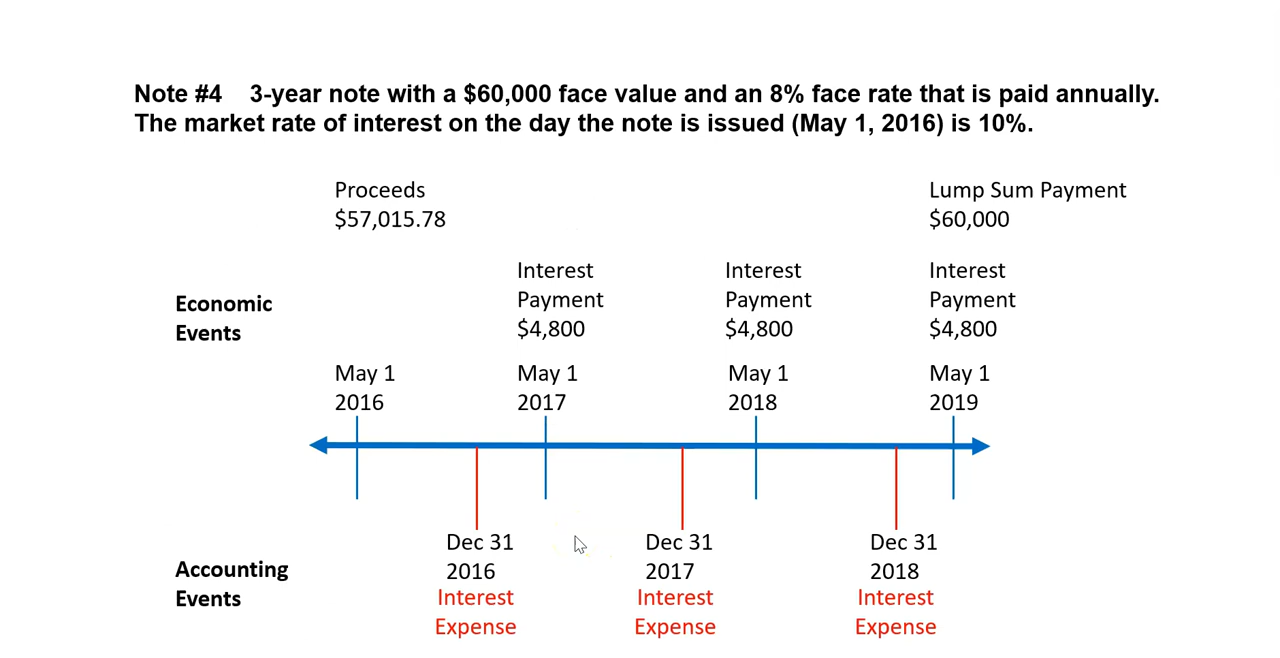 Note #4 3-year note with a $60,000 face value and an 8% face rate that is paid annually.
The market rate of interest on the day the note is issued (May 1, 2016) is 10%.
Proceeds
$57,015.78
Lump Sum Payment
$60,000
Economic
Events
Interest
Payment
$4,800
Interest
Payment
$4,800
Interest
Payment
$4,800
May 1
2016
May 1
2017
May 1
2018
May 1
2019
Accounting
Events
Dec 31
2016
Interest
Expense
Dec 31
2017
Interest
Expense
Dec 31
2018
Interest
Expense